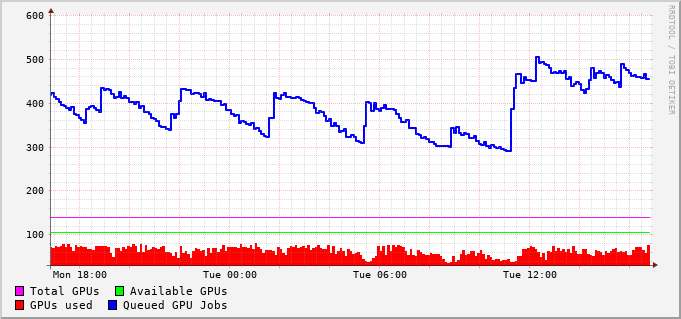 600
500
400
300
200
100
Mon 18:00 Tue 00:00 Tue 06:00 Tue 12:00
Total GPUs Available GPUs
GPUs used Queued GPU Jobs
RRDTOOL / TOBI OETIKER